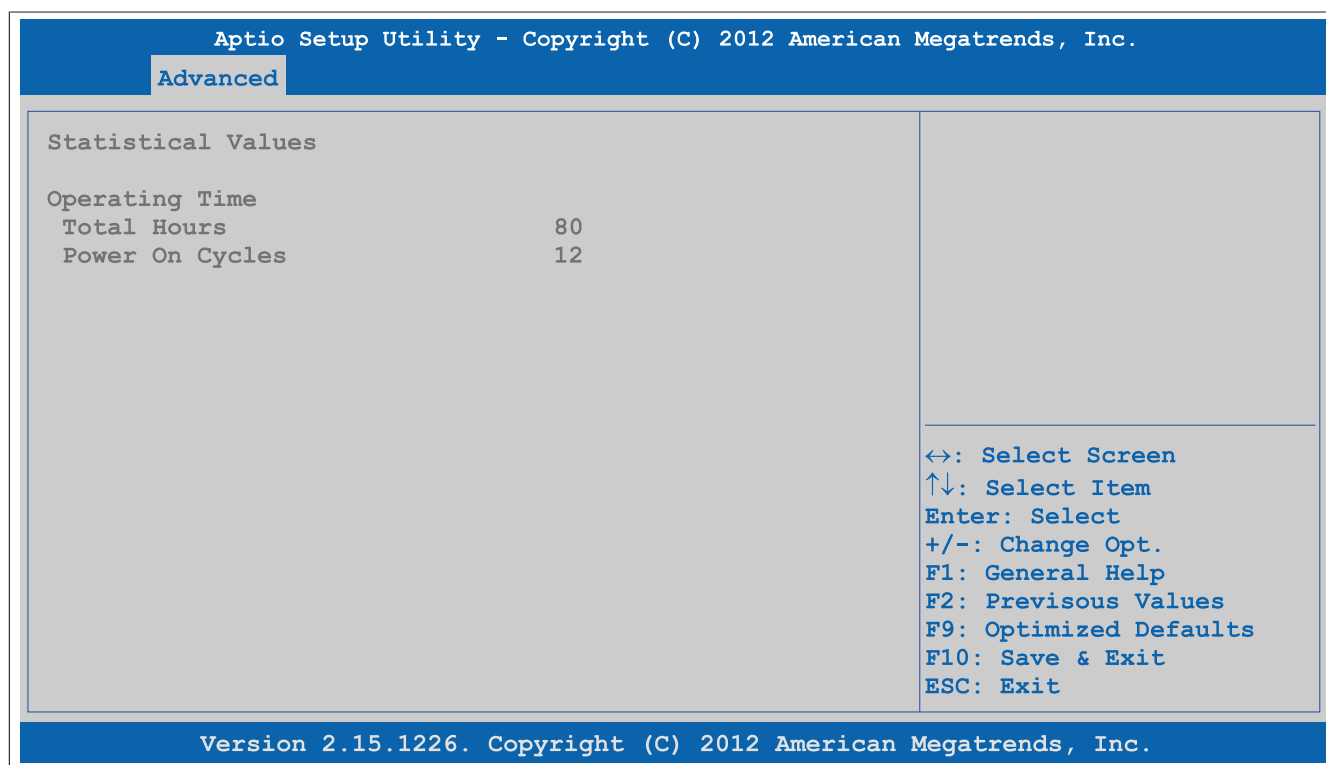 Aptio Setup Utility - Copyright (C) 2012 American Megatrends, Inc.
Advanced
Statistical Values
Operating Time
Total Hours 80
Power On Cycles 12
↔: Select Screen
↑↓: Select Item
Enter: Select
+/-: Change Opt.
F1: General Help
F2: Previsous Values
F9: Optimized Defaults
F10: Save & Exit
ESC: Exit
Version 2.15.1226. Copyright (C) 2012 American Megatrends, Inc.